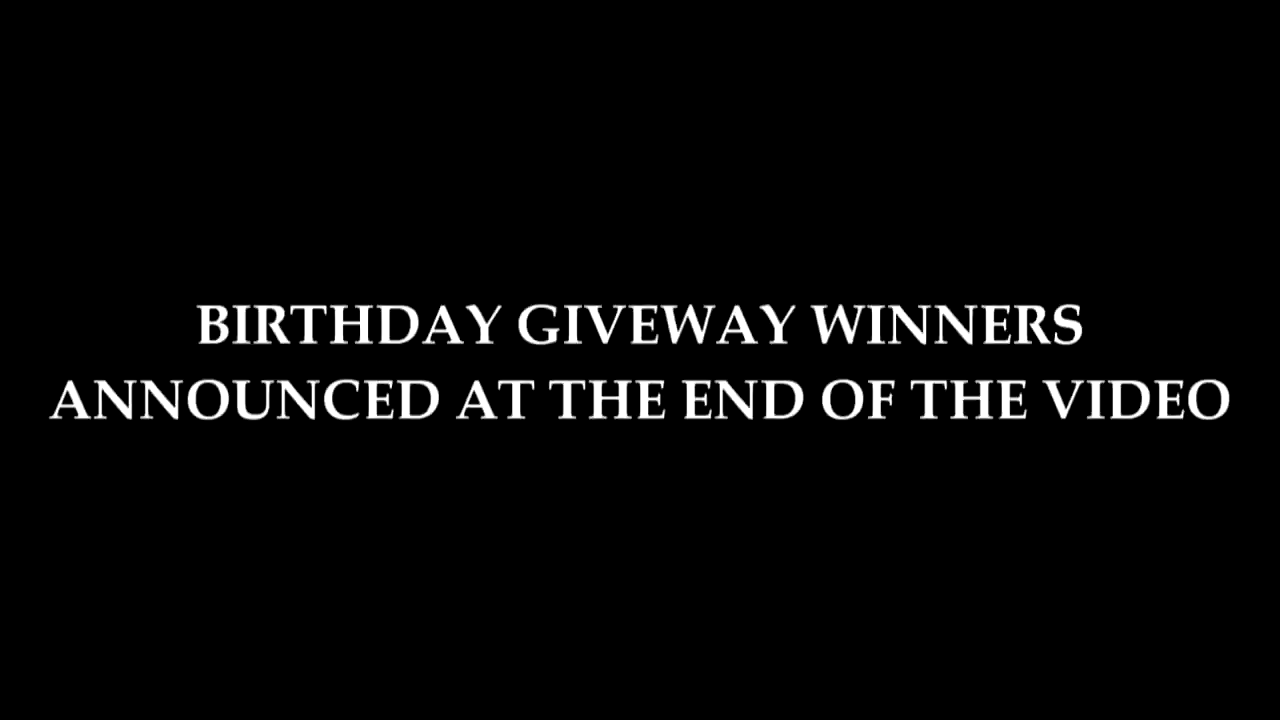 BIRTHDAY GIVEWAY WINNERS
ANNOUNCED AT THE END OF THE VIDEO